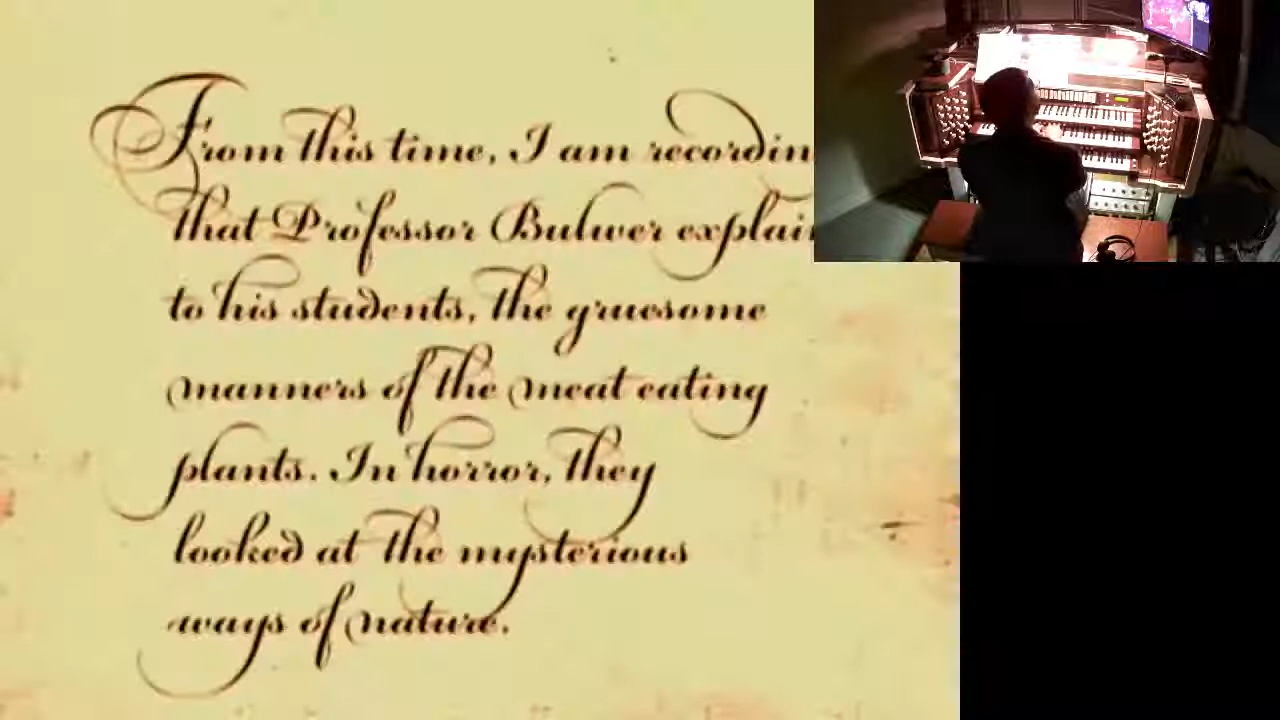 From this time, I am recordin
that Professor Bulwer explai
to his students, the gruesome
manners of the meat eating
plants. In horror, they
looked at the mysterious
ways of nature.